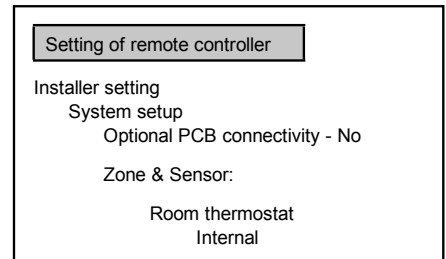 Setting of remote controller
Installer setting
System setup
Optional PCB connectivity - No
Zone & Sensor:
Room thermostat
Internal